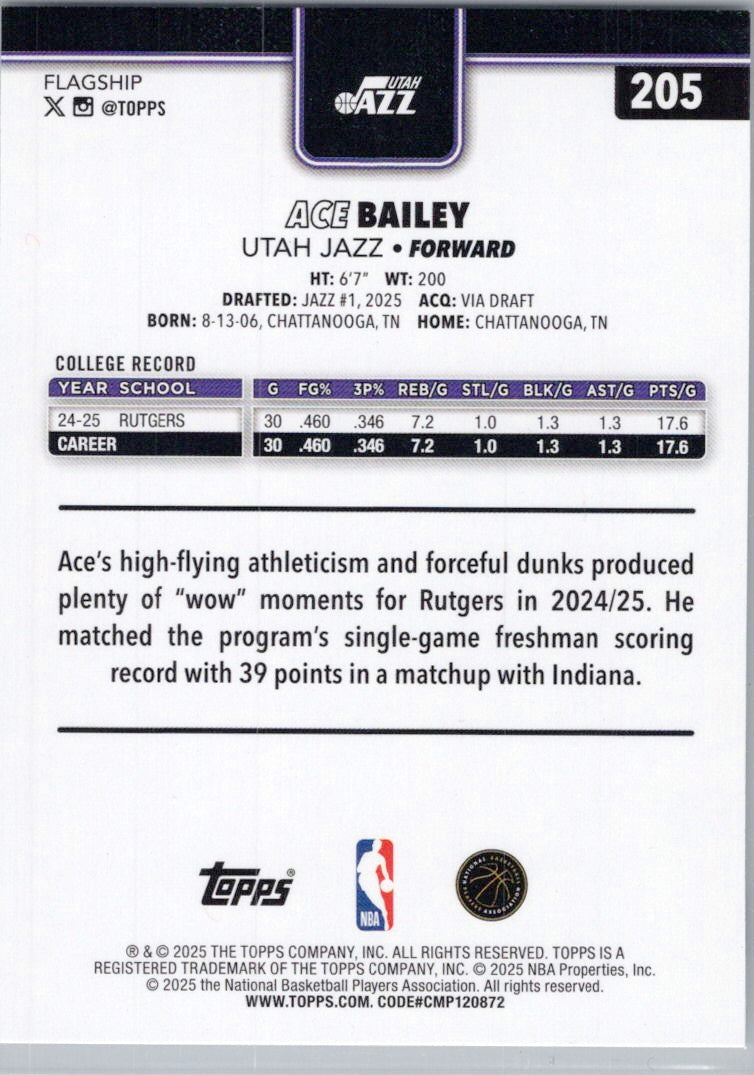 UTAH
JAZZ
FLAGSHIP
@TOPPS
205
ACE BAILEY
UTAH JAZZ • FORWARD
HT: 6'7" WT: 200
DRAFTED: JAZZ #1, 2025 ACQ: VIA DRAFT
BORN: 8-13-06, CHATTANOOGA, TN HOME: CHATTANOOGA, TN
COLLEGE RECORD
YEAR SCHOOL G FG% 3P% REB/G STL/G BLK/G AST/G PTS/G
24-25 RUTGERS 30 .460 .346 7.2 1.0 1.3 1.3 17.6
CAREER 30 .460 .346 7.2 1.0 1.3 1.3 17.6
Ace's high-flying athleticism and forceful dunks produced
plenty of "wow" moments for Rutgers in 2024/25. He
matched the program's single-game freshman scoring
record with 39 points in a matchup with Indiana.
topps®
NBA
NATIONAL BASKETBALL PLAYERS ASSOCIATION
® & © 2025 THE TOPPS COMPANY, INC. ALL RIGHTS RESERVED. TOPPS IS A
REGISTERED TRADEMARK OF THE TOPPS COMPANY, INC. © 2025 NBA Properties, Inc.
© 2025 the National Basketball Players Association. All rights reserved.
WWW.TOPPS.COM. CODE#CMP120872